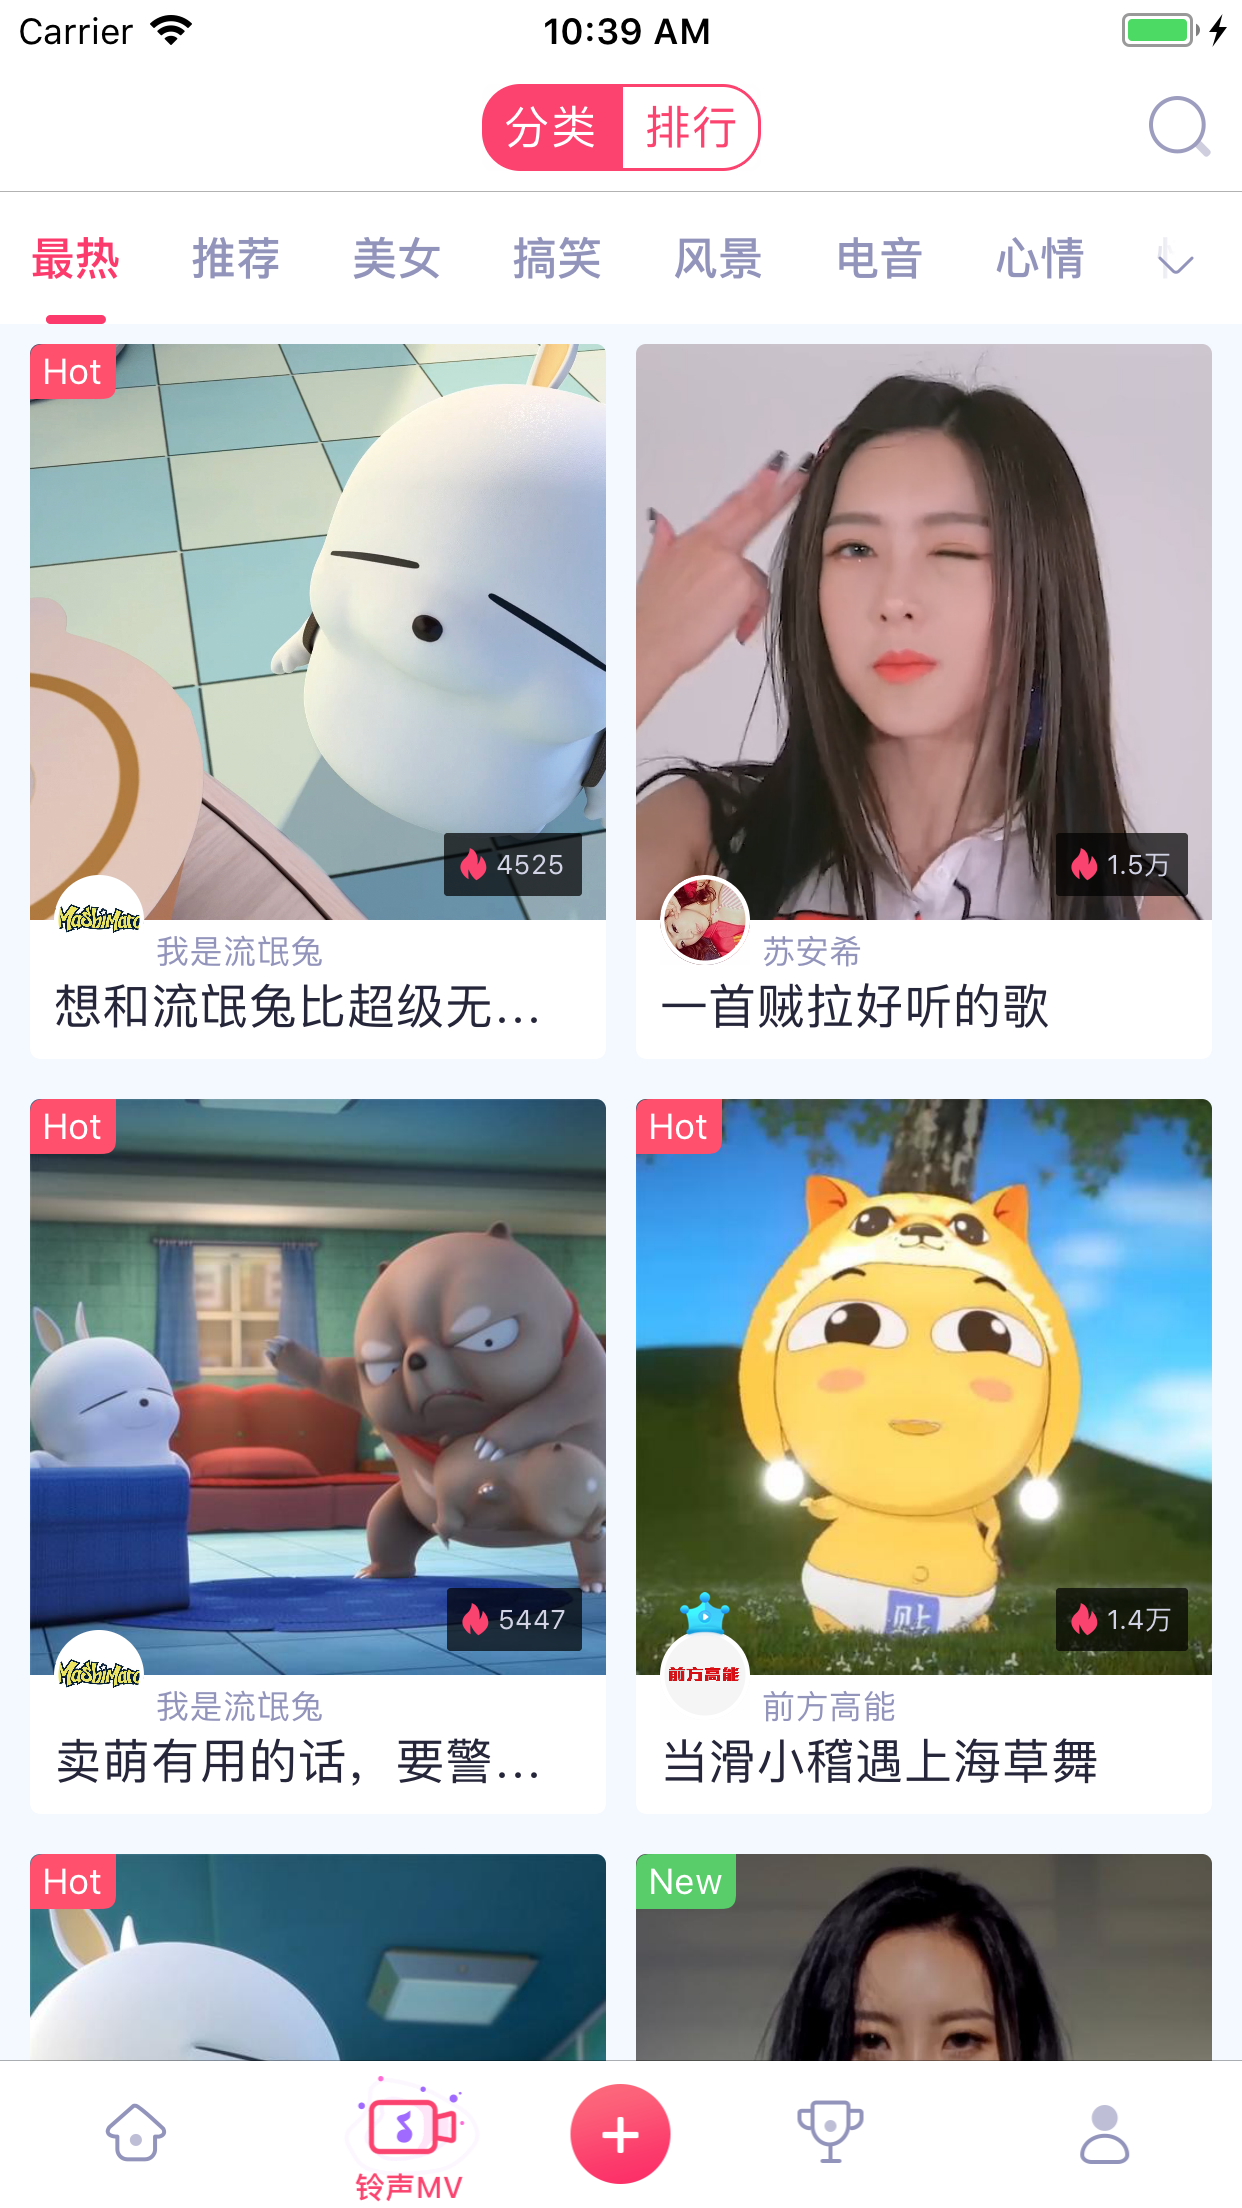 Carrier 10:39 AM
分类 排行
最热 推荐 美女 搞笑 风景 电音 心情
Hot
4525
MashiMaro
我是流氓兔
想和流氓兔比超级无...
1.5万
苏安希
一首贼拉好听的歌
Hot
5447
MashiMaro
我是流氓兔
卖萌有用的话，要警...
Hot
贴
1.4万
前方高能
前方高能
当滑小稽遇上海草舞
Hot
New
铃声MV